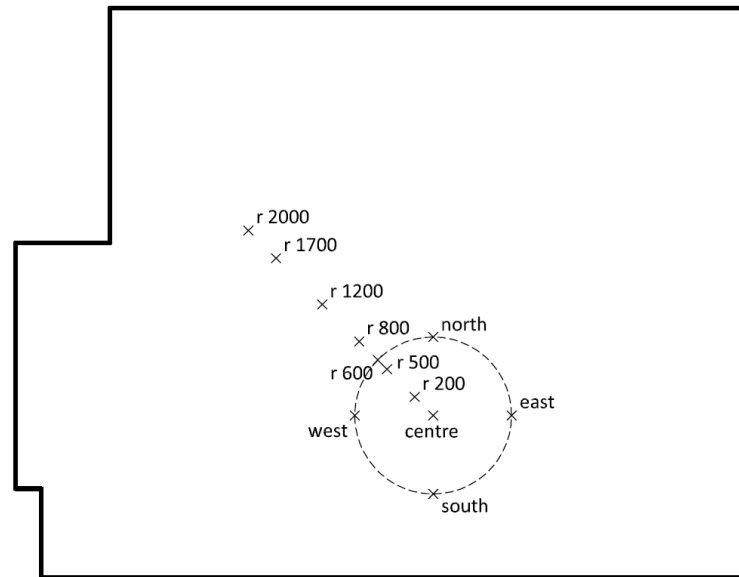 r 2000
r 1700
r 1200
r 800
north
r 600
r 500
r 200
west
centre
east
south